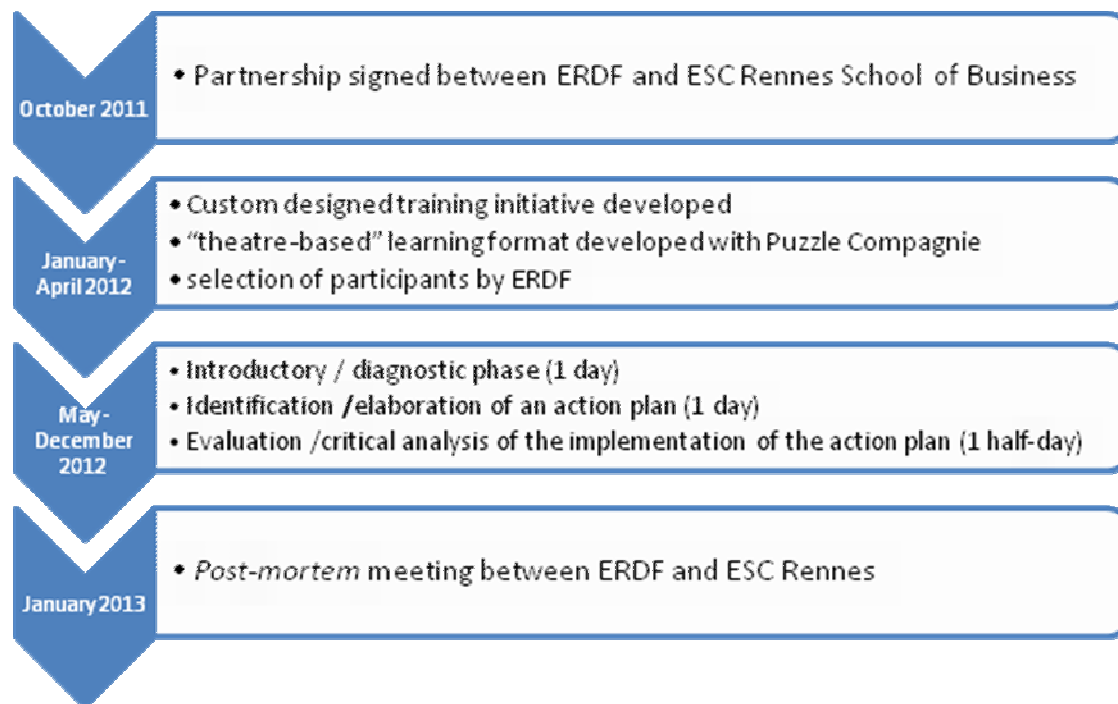 October 2011
• Partnership signed between ERDF and ESC Rennes School of Business
January-
April 2012
• Custom designed training initiative developed
• “theatre-based” learning format developed with Puzzle Compagnie
• selection of participants by ERDF
May-
December
2012
• Introductory / diagnostic phase (1 day)
• Identification /elaboration of an action plan (1 day)
• Evaluation /critical analysis of the implementation of the action plan (1 half-day)
January 2013
• Post-mortem meeting between ERDF and ESC Rennes